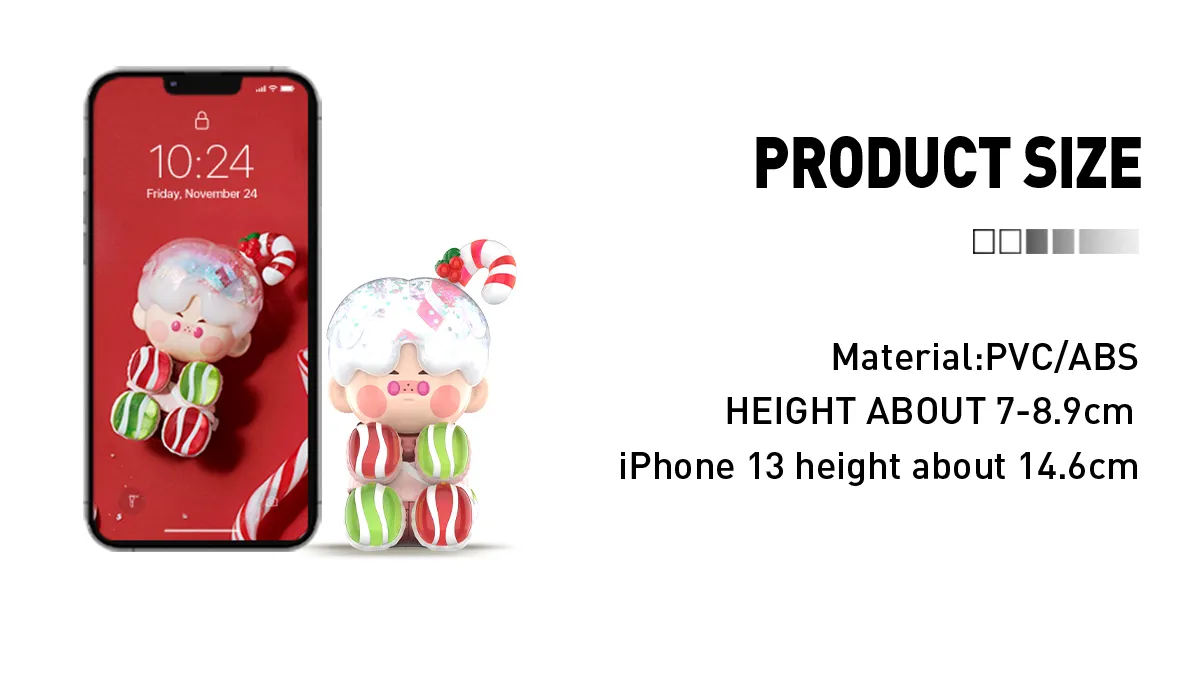 10:24
Friday, November 24
PRODUCT SIZE
Material:PVC/ABS
HEIGHT ABOUT 7-8.9cm
iPhone 13 height about 14.6cm